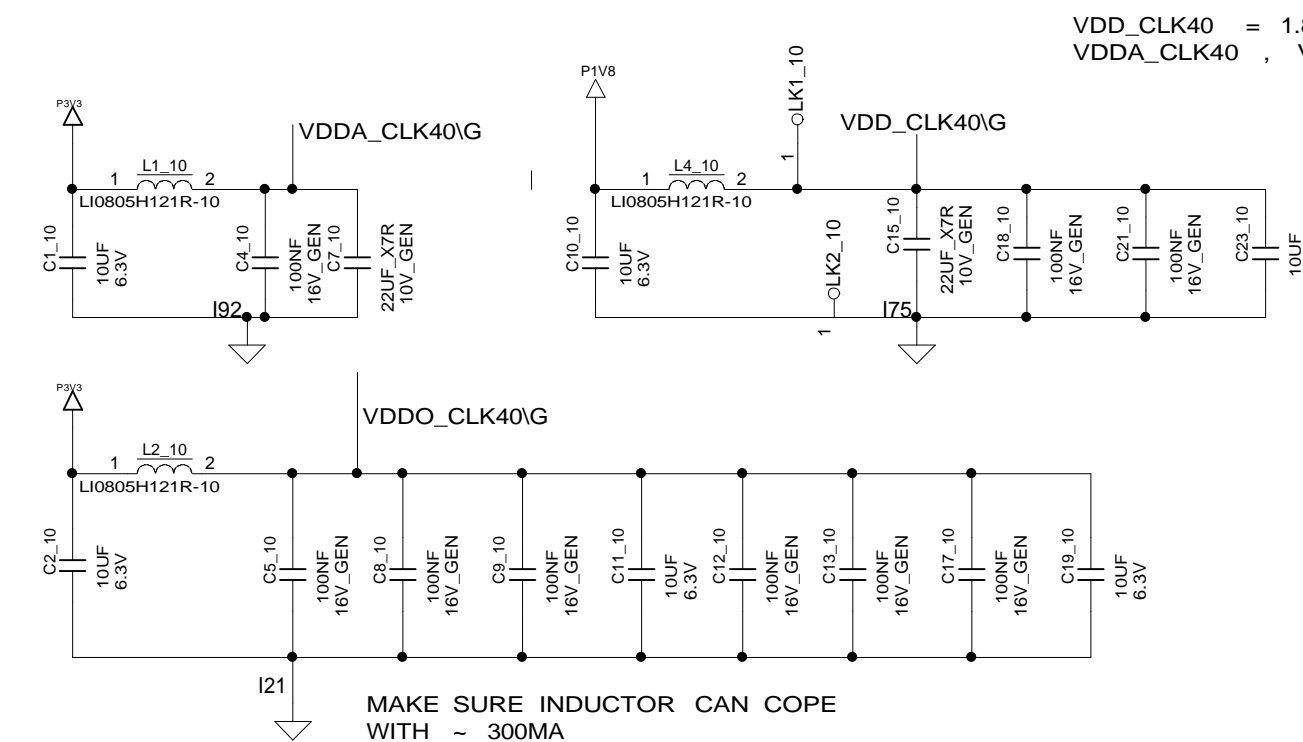 VDD_CLK40 = 1.8
VDDA_CLK40 , V
P3V3
VDDA_CLK40\G
L1_10
1 2
LI0805H121R-10
C1_10
10UF
6.3V
C4_10
100NF
16V_GEN
C7_10
22UF_X7R
10V_GEN
I92
P1V8
LK1_10
1
VDD_CLK40\G
L4_10
1 2
LI0805H121R-10
C10_10
10UF
6.3V
LK2_10
1
C15_10
22UF_X7R
10V_GEN
I75
C18_10
100NF
16V_GEN
C21_10
100NF
16V_GEN
C23_10
10UF
P3V3
VDDO_CLK40\G
L2_10
1 2
LI0805H121R-10
C2_10
10UF
6.3V
C5_10
100NF
16V_GEN
C8_10
100NF
16V_GEN
C9_10
100NF
16V_GEN
C11_10
10UF
6.3V
C12_10
100NF
16V_GEN
C13_10
100NF
16V_GEN
C17_10
100NF
16V_GEN
C19_10
10UF
6.3V
I21
MAKE SURE INDUCTOR CAN COPE
WITH ~ 300MA